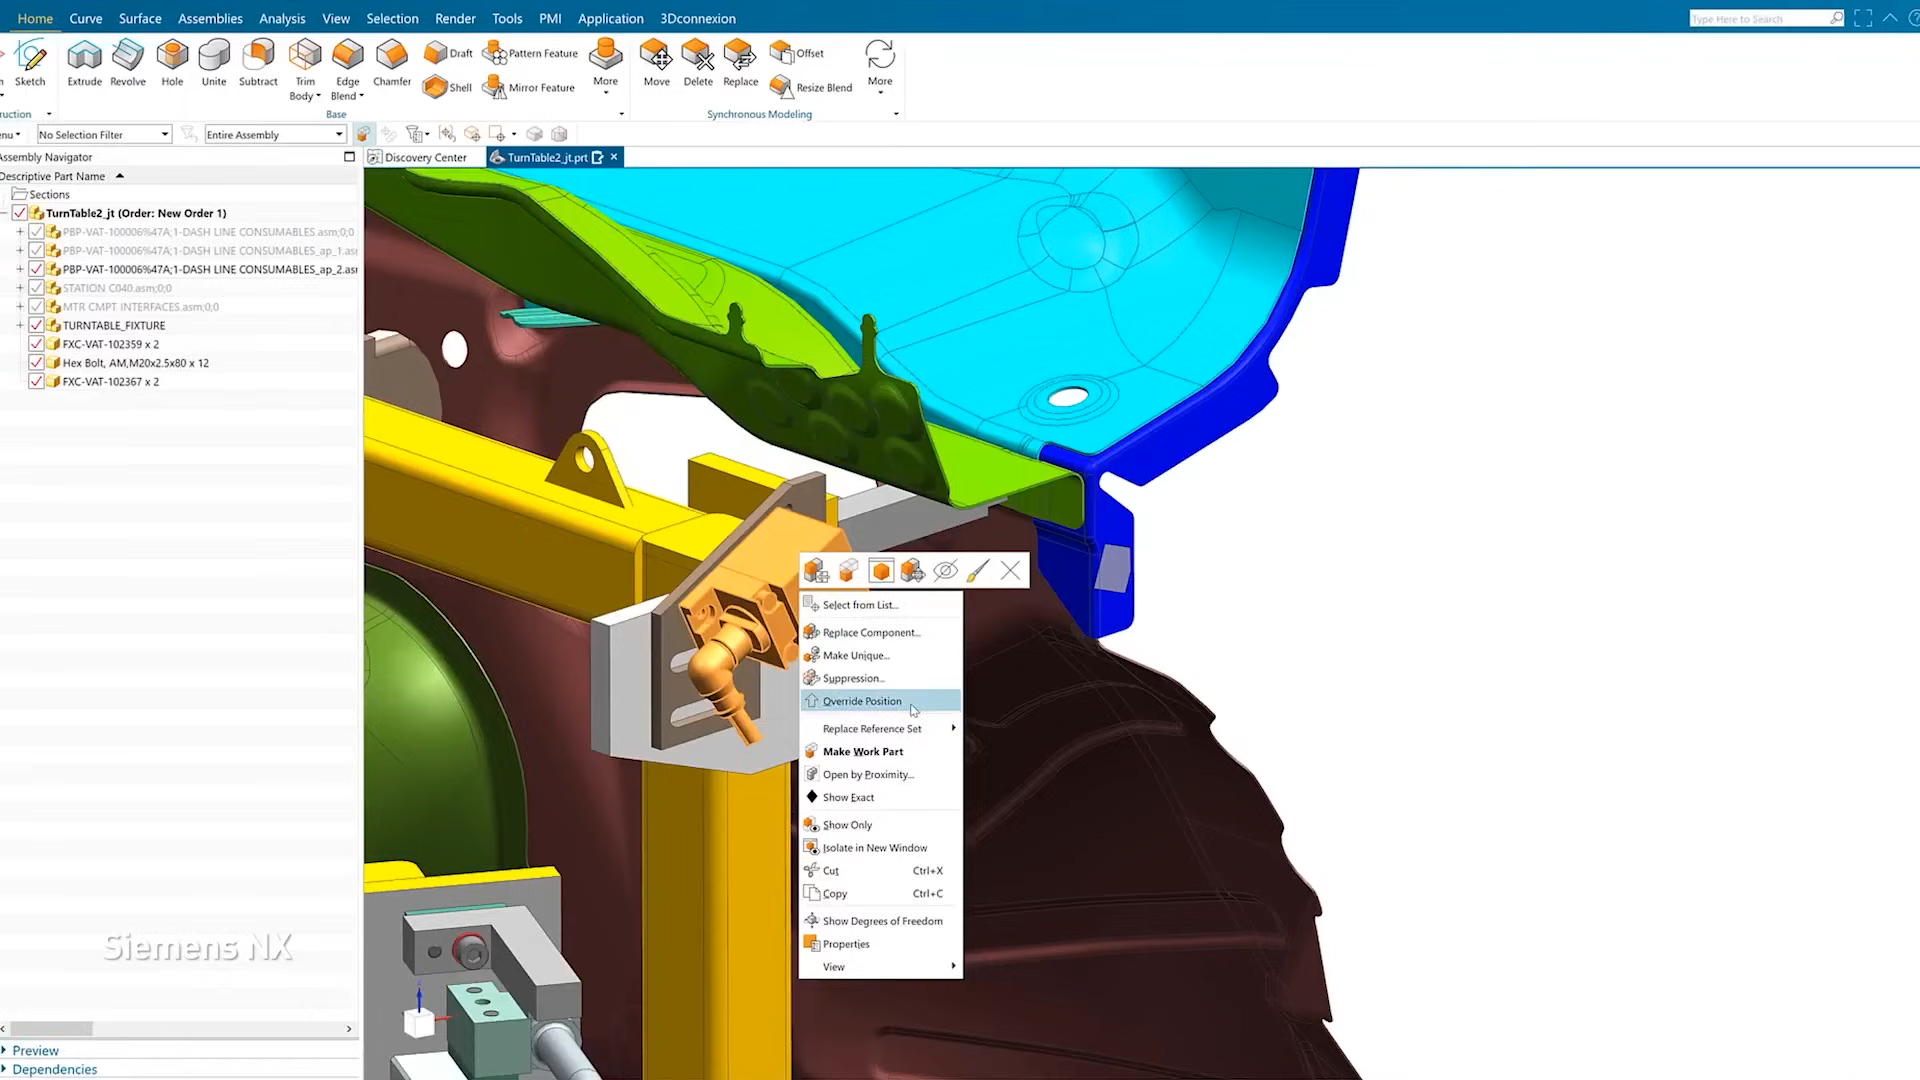 Home Curve Surface Assemblies Analysis View Selection Render Tools PMI Application 3Dconnexion
Type Here to Search
Sketch Extrude Revolve Hole Unite Subtract Trim Body Edge Blend Chamfer
Draft
Shell
Pattern Feature
Mirror Feature
More
Move Delete Replace
Offset
Resize Blend
More
Base
Synchronous Modeling
No Selection Filter
Entire Assembly
Assembly Navigator
Discovery Center
TurnTable2_jt.prt
Descriptive Part Name
Sections
TurnTable2_jt (Order: New Order 1)
PBP-VAT-100006%47A;1-DASH LINE CONSUMABLES.asm;0;0
PBP-VAT-100006%47A;1-DASH LINE CONSUMABLES_ap_1.asr
PBP-VAT-100006%47A;1-DASH LINE CONSUMABLES_ap_2.asr
STATION C040.asm;0;0
MTR CMPT INTERFACES.asm;0;0
TURNTABLE_FIXTURE
FXC-VAT-102359 x 2
Hex Bolt, AM,M20x2.5x80 x 12
FXC-VAT-102367 x 2
Select from List...
Replace Component...
Make Unique...
Suppression...
Override Position
Replace Reference Set
Make Work Part
Open by Proximity...
Show Exact
Show Only
Isolate in New Window
Cut Ctrl+X
Copy Ctrl+C
Show Degrees of Freedom
Properties
View
Siemens NX
Preview
Dependencies